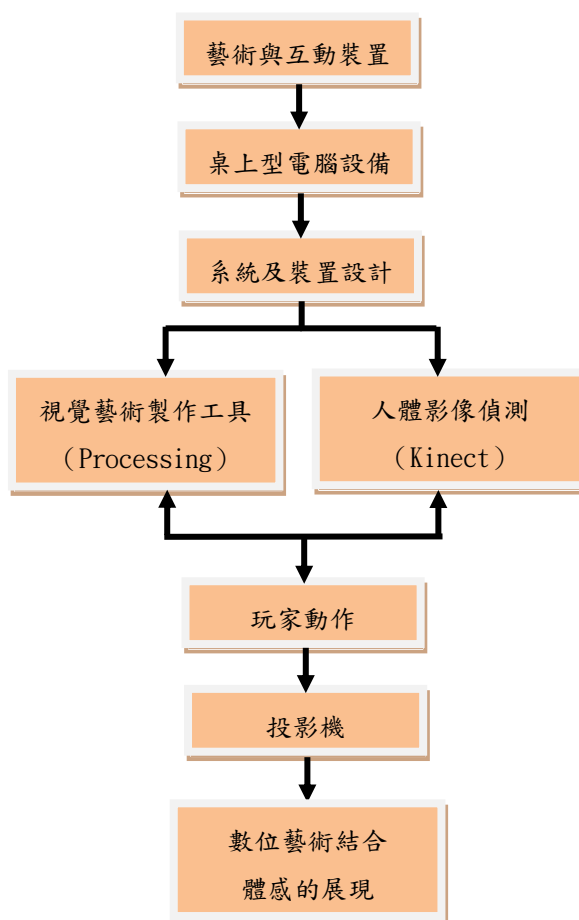 藝術與互動裝置
桌上型電腦設備
系統及裝置設計
視覺藝術製作工具
（Processing）
人體影像偵測
（Kinect）
玩家動作
投影機
數位藝術結合
體感的展現